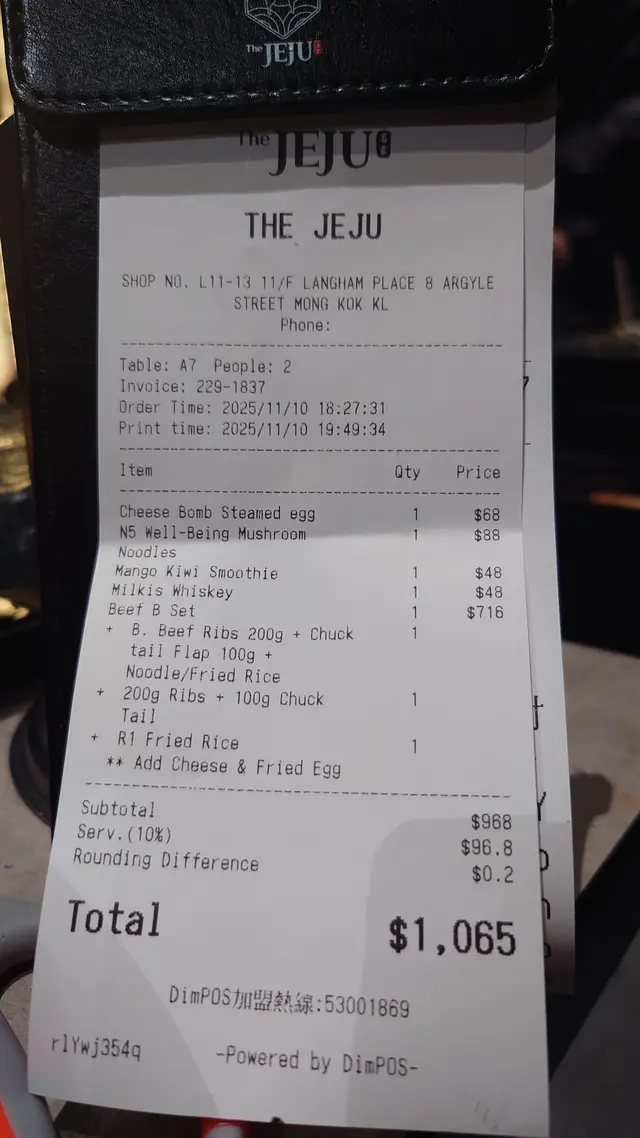 The JEJU
The JEJU
THE JEJU
SHOP NO. L11-13 11/F LANGHAM PLACE 8 ARGYLE
STREET MONG KOK KL
Phone:
Table: A7 People: 2
Invoice: 229-1837
Order Time: 2025/11/10 18:27:31
Print time: 2025/11/10 19:49:34
Item Qty Price
Cheese Bomb Steamed egg 1 $68
N5 Well-Being Mushroom 1 $88
Noodles
Mango Kiwi Smoothie 1 $48
Milkis Whiskey 1 $48
Beef B Set 1 $716
+ B. Beef Ribs 200g + Chuck 1
tail Flap 100g +
Noodle/Fried Rice
+ 200g Ribs + 100g Chuck 1
Tail
+ R1 Fried Rice 1
** Add Cheese & Fried Egg
Subtotal $968
Serv.(10%) $96.8
Rounding Difference $0.2
Total $1,065
DimPOS加盟熱線:53001869
rlYwj354q -Powered by DimPOS-